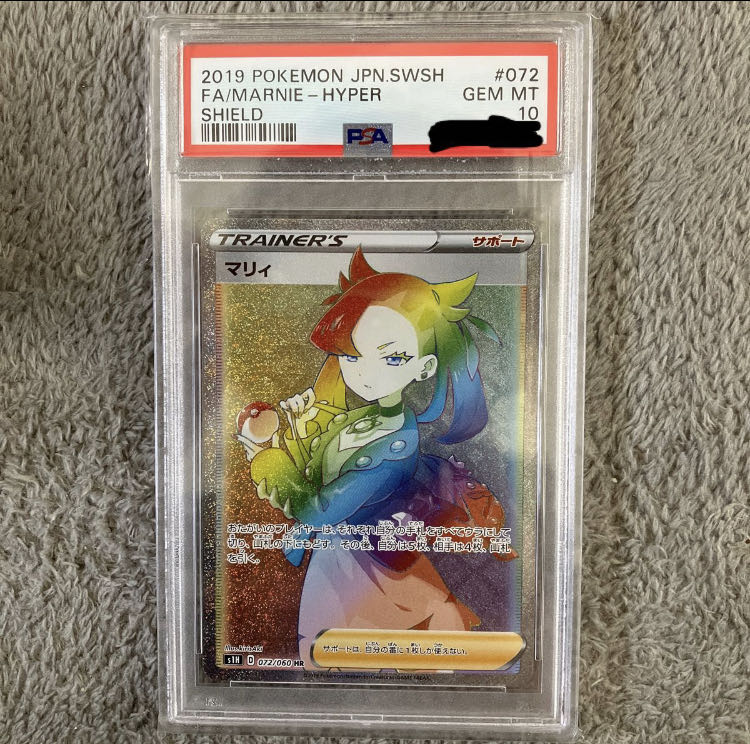 2019 POKEMON JPN.SWSH #072
FA/MARNIE-HYPER GEM MT
SHIELD 10
PSA
TRAINER'S サポート
マリィ
おたがいのプレイヤーは、それぞれ自分の手札をすべてウラにして
切り、山札の下にもどす。その後、自分は5枚、相手は4枚、山札
を引く。
サポートは、自分の番に1枚しか使えない。
Illus. kirisAki
s1H D 072/060 HR